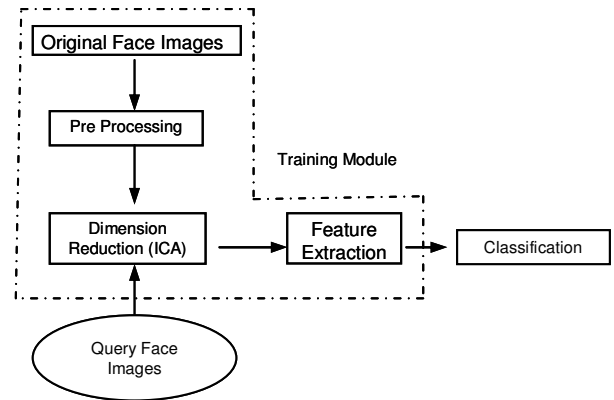 Original Face Images
Pre Processing
Training Module
Dimension
Reduction (ICA)
Feature
Extraction
Classification
Query Face
Images